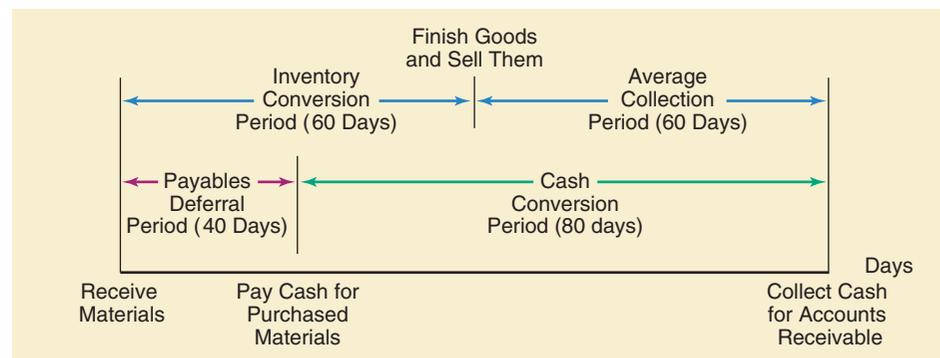 Finish Goods
and Sell Them
Inventory
Conversion
Period (60 Days)
Average
Collection
Period (60 Days)
Payables
Deferral
Period (40 Days)
Cash
Conversion
Period (80 days)
Days
Receive
Materials
Pay Cash for
Purchased
Materials
Collect Cash
for Accounts
Receivable